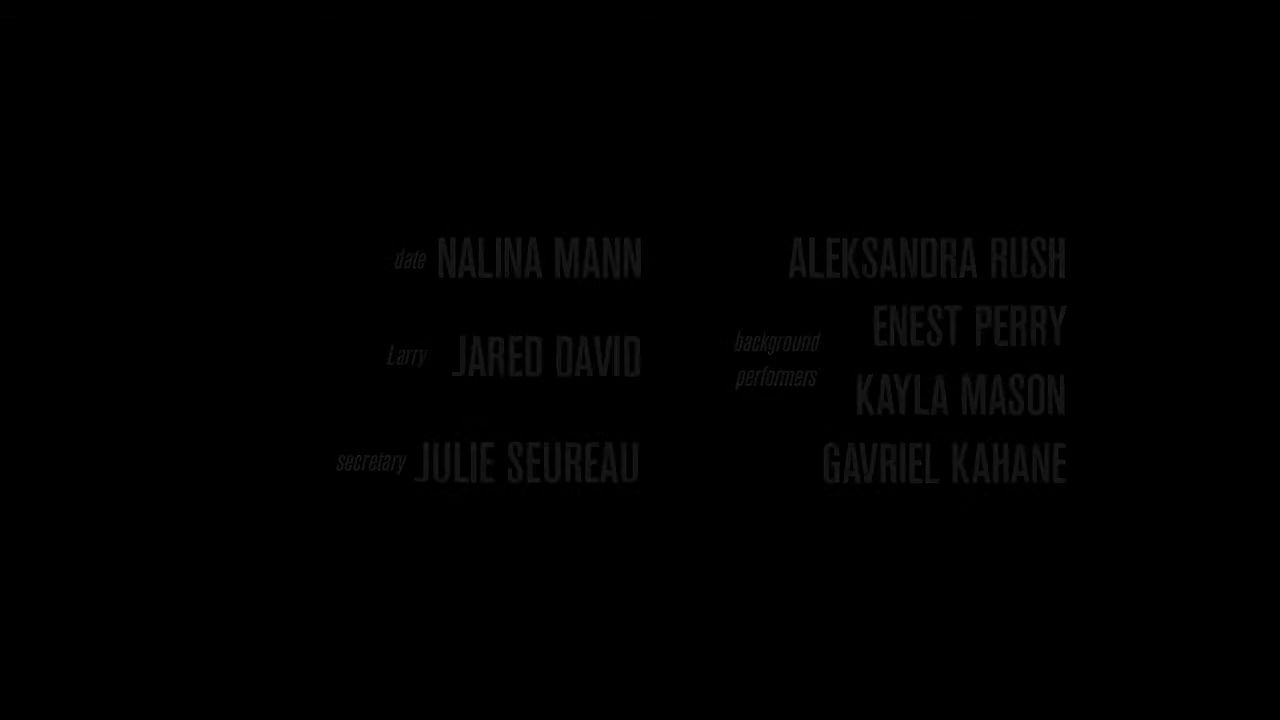 date NALINA MANN
Larry JARED DAVID
secretary JULIE SEUREAU
ALEKSANDRA RUSH
ENEST PERRY
background
performers
KAYLA MASON
GAVRIEL KAHANE